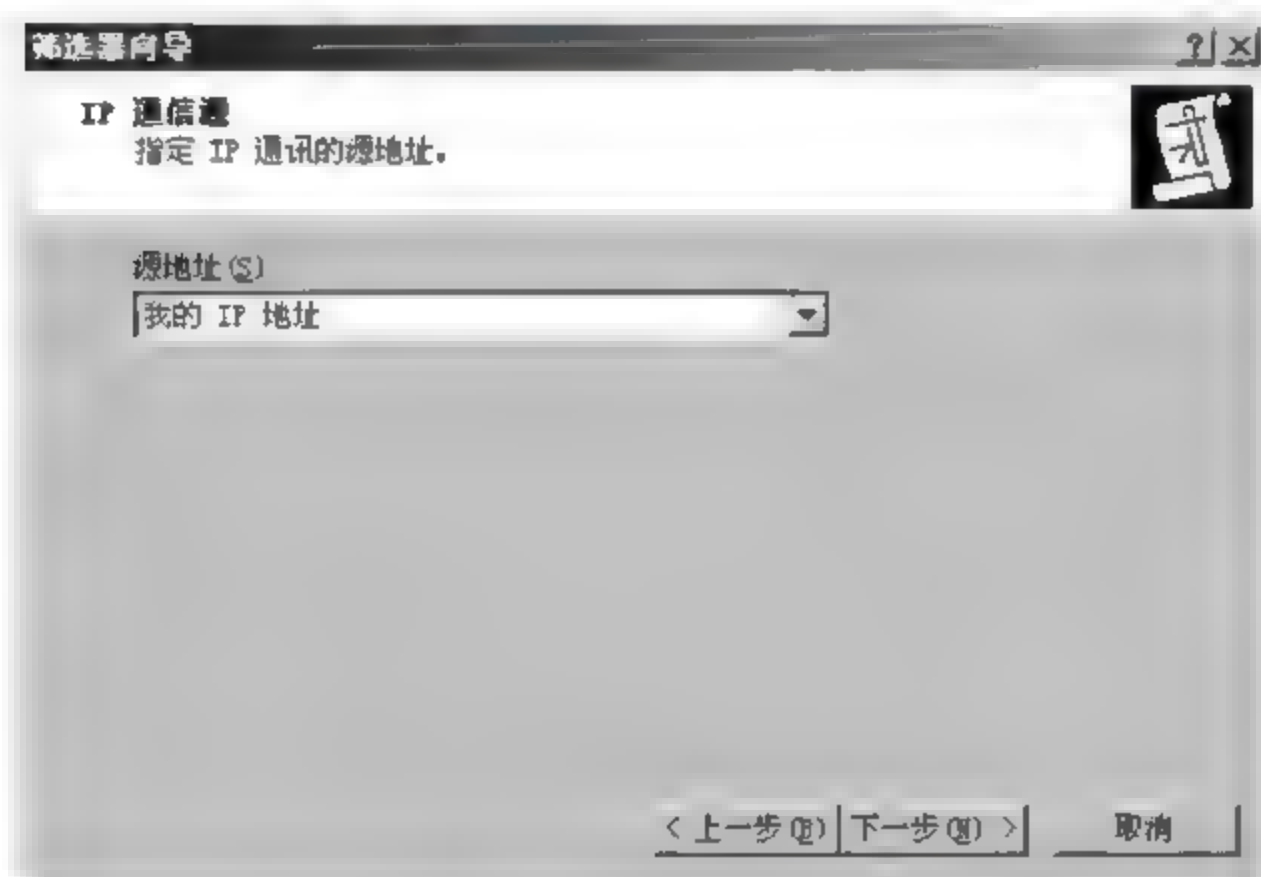 筛选器向导
IP 通信源
指定 IP 通讯的源地址。
源地址(S)
我的 IP 地址
< 上一步(B) 下一步(N) > 取消